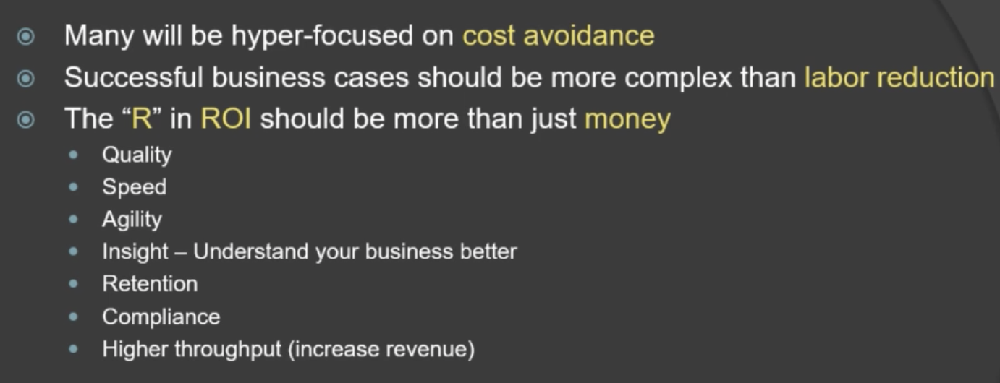 Many will be hyper-focused on cost avoidance
Successful business cases should be more complex than labor reduction
The “R” in ROI should be more than just money
Quality
Speed
Agility
Insight – Understand your business better
Retention
Compliance
Higher throughput (increase revenue)